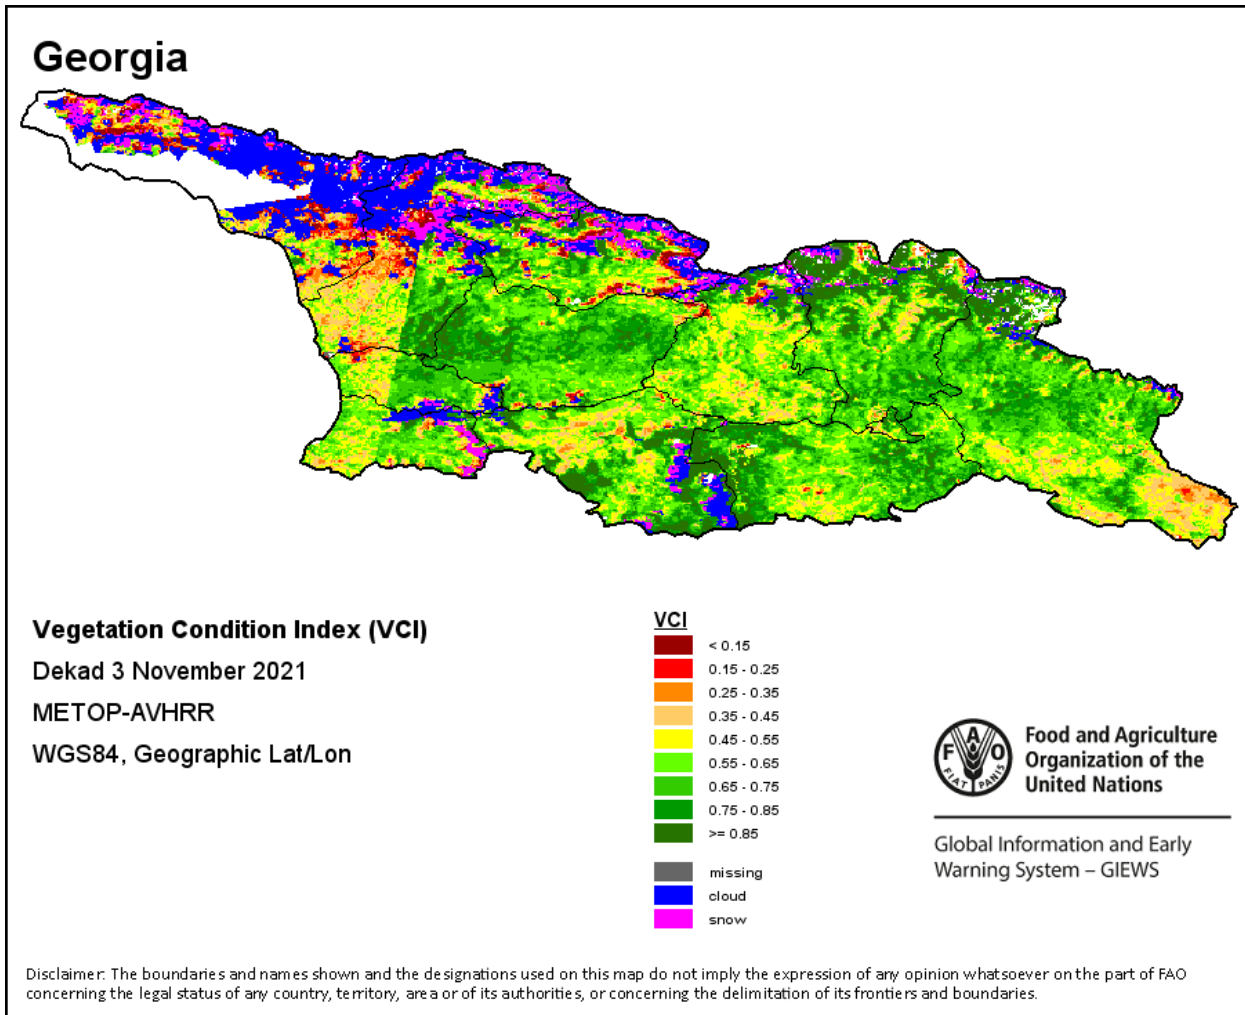 Georgia
Vegetation Condition Index (VCI)
Dekad 3 November 2021
METOP-AVHRR
WGS84, Geographic Lat/Lon
VCI
< 0.15
0.15 - 0.25
0.25 - 0.35
0.35 - 0.45
0.45 - 0.55
0.55 - 0.65
0.65 - 0.75
0.75 - 0.85
>= 0.85
missing
cloud
snow
F A O
FIAT PANIS
Food and Agriculture
Organization of the
United Nations
Global Information and Early
Warning System – GIEWS
Disclaimer: The boundaries and names shown and the designations used on this map do not imply the expression of any opinion whatsoever on the part of FAO
concerning the legal status of any country, territory, area or of its authorities, or concerning the delimitation of its frontiers and boundaries.